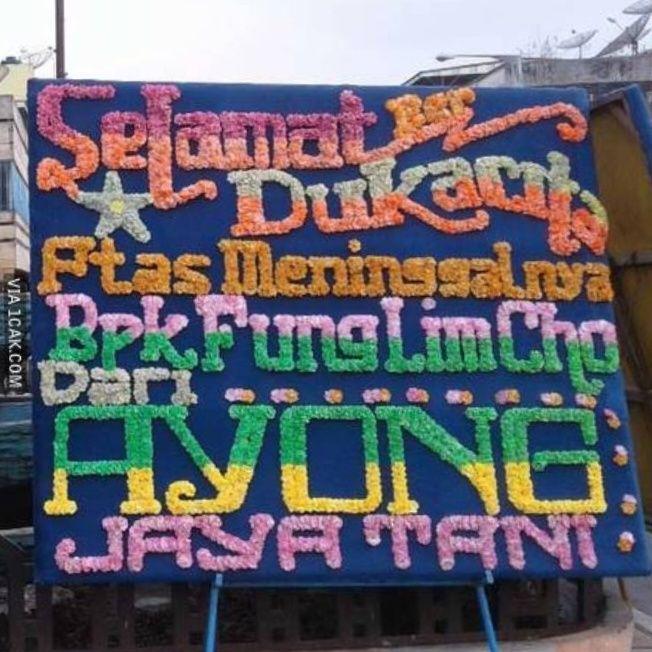 Selamat Ber
Dukacita
Atas Meninggalnya
Bpk Fung Lim Cho
Dari
AYONG
JAYA TANI
VIA 1CAK.COM